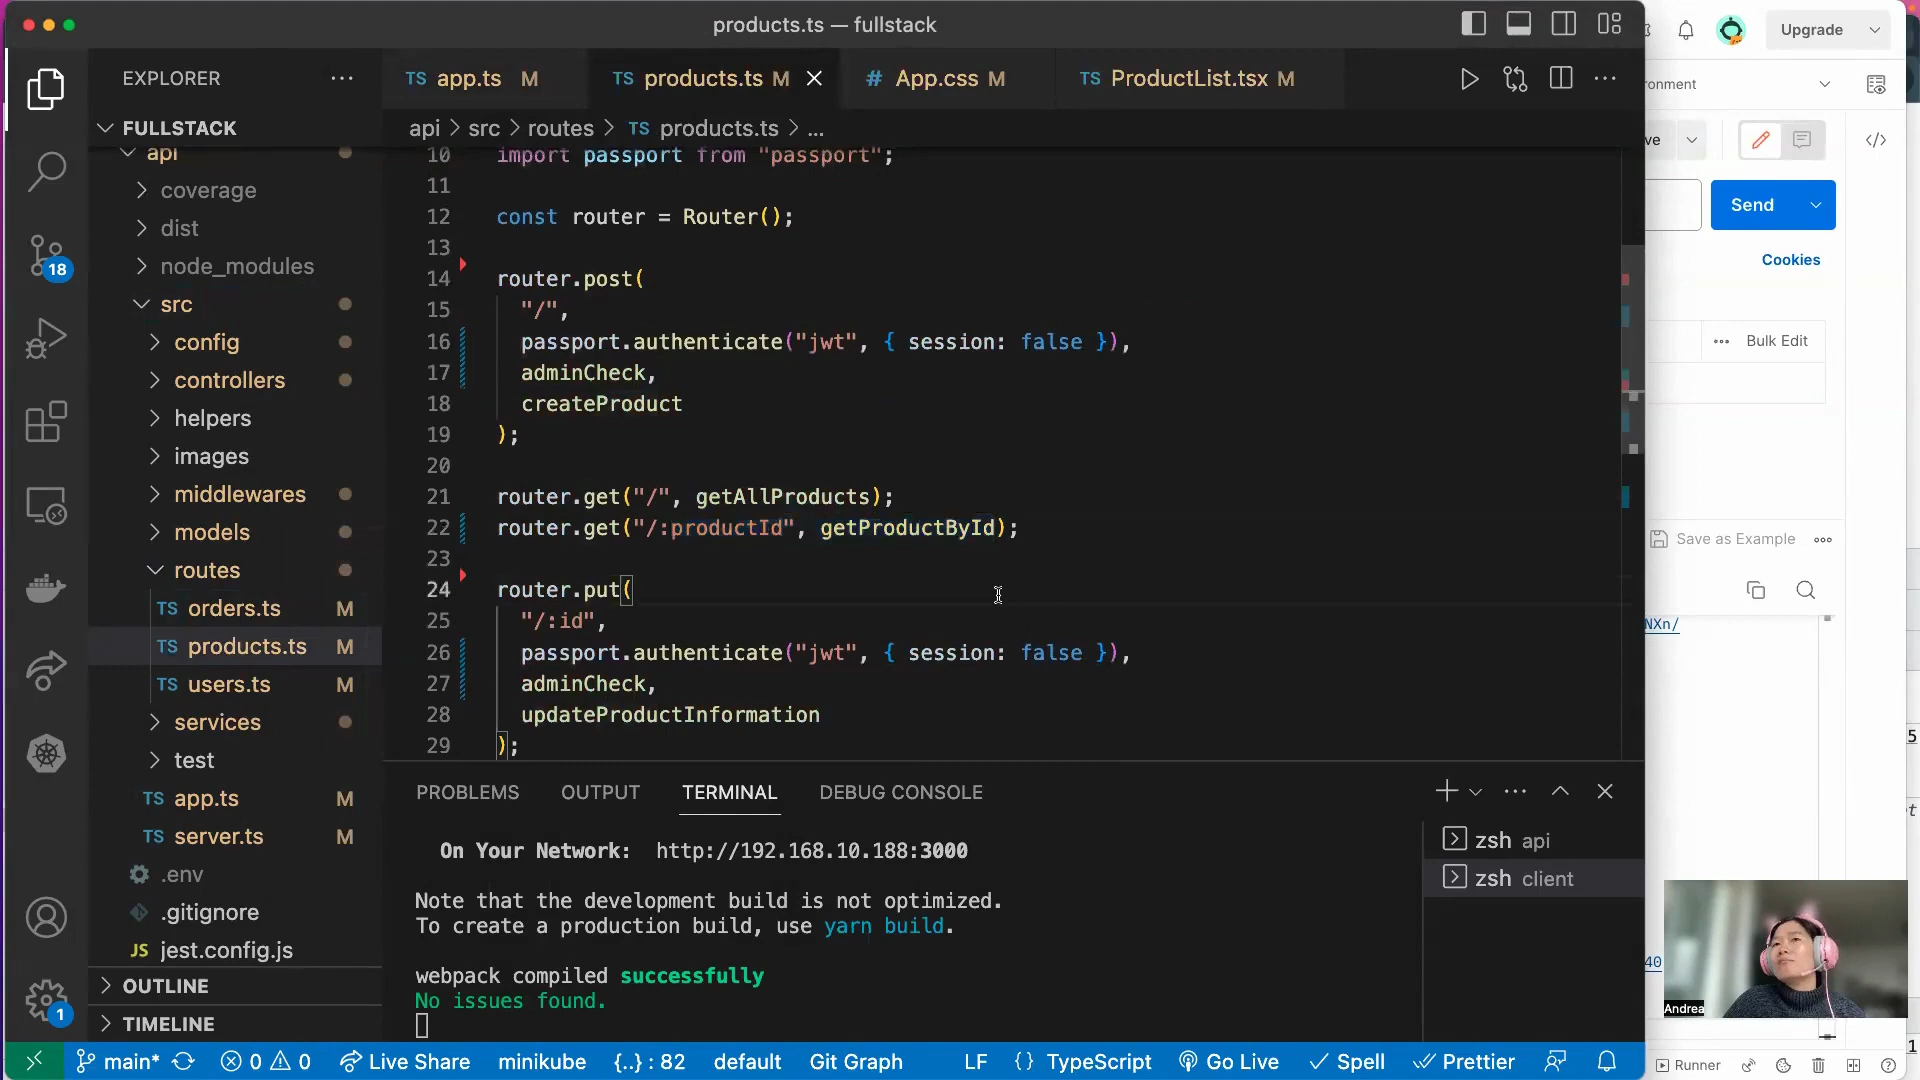 products.ts — fullstack
Upgrade
EXPLORER
TS app.ts M
TS products.ts M
# App.css M
TS ProductList.tsx M
ronment
FULLSTACK
api > src > routes > TS products.ts > ...
ve
api
coverage
dist
node_modules
src
config
controllers
helpers
images
middlewares
models
routes
TS orders.ts M
TS products.ts M
TS users.ts M
services
test
TS app.ts M
TS server.ts M
.env
.gitignore
JS jest.config.js
OUTLINE
TIMELINE
18
1
10 import passport from "passport";
11
12 const router = Router();
13
14 router.post(
15 "/",
16 passport.authenticate("jwt", { session: false }),
17 adminCheck,
18 createProduct
19 );
20
21 router.get("/", getAllProducts);
22 router.get("/:productId", getProductById);
23
24 router.put(
25 "/:id",
26 passport.authenticate("jwt", { session: false }),
27 adminCheck,
28 updateProductInformation
29 );
Send
Cookies
Bulk Edit
Save as Example
NXn/
5
40
1
PROBLEMS OUTPUT TERMINAL DEBUG CONSOLE
On Your Network: http://192.168.10.188:3000
Note that the development build is not optimized.
To create a production build, use yarn build.
webpack compiled successfully
No issues found.
zsh api
zsh client
Andrea
main* 0 0 Live Share minikube {..} : 82 default Git Graph LF {} TypeScript Go Live Spell Prettier
Runner